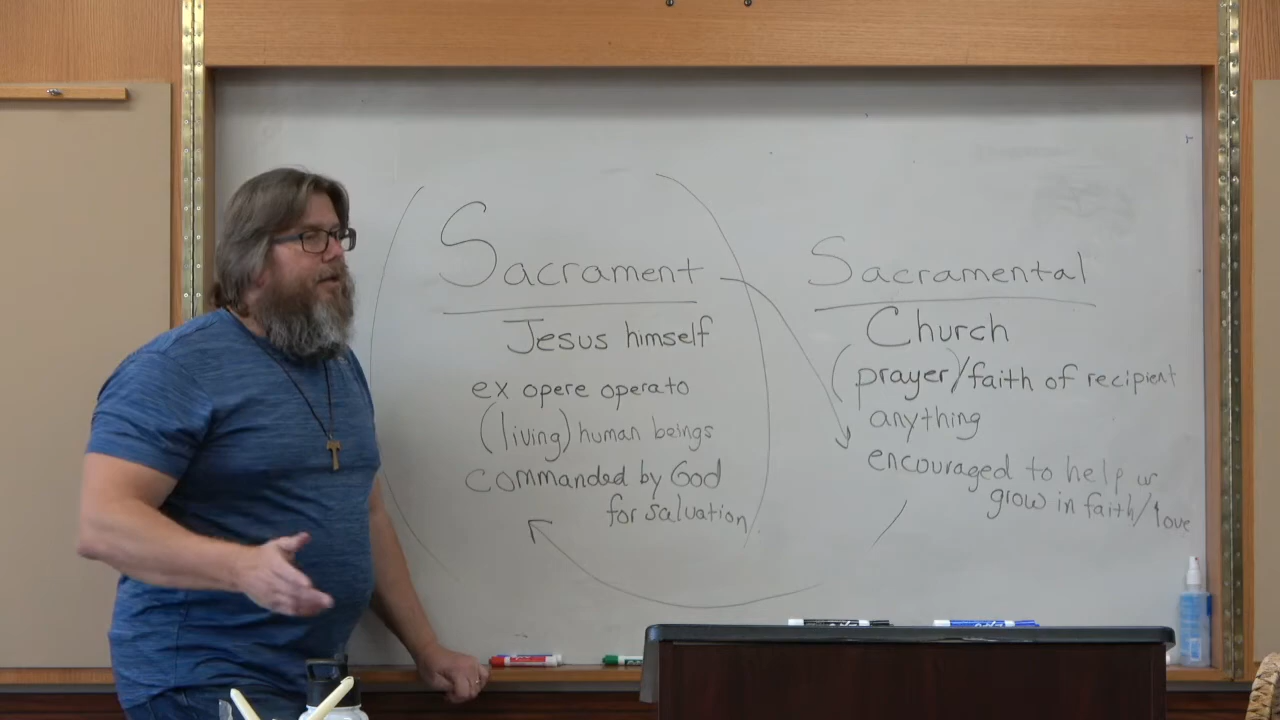 Sacrament
Jesus himself
ex opere operato
(living) human beings
commanded by God
for salvation
Sacramental
Church
(prayer)/faith of recipient
anything
encouraged to help us
grow in faith/love